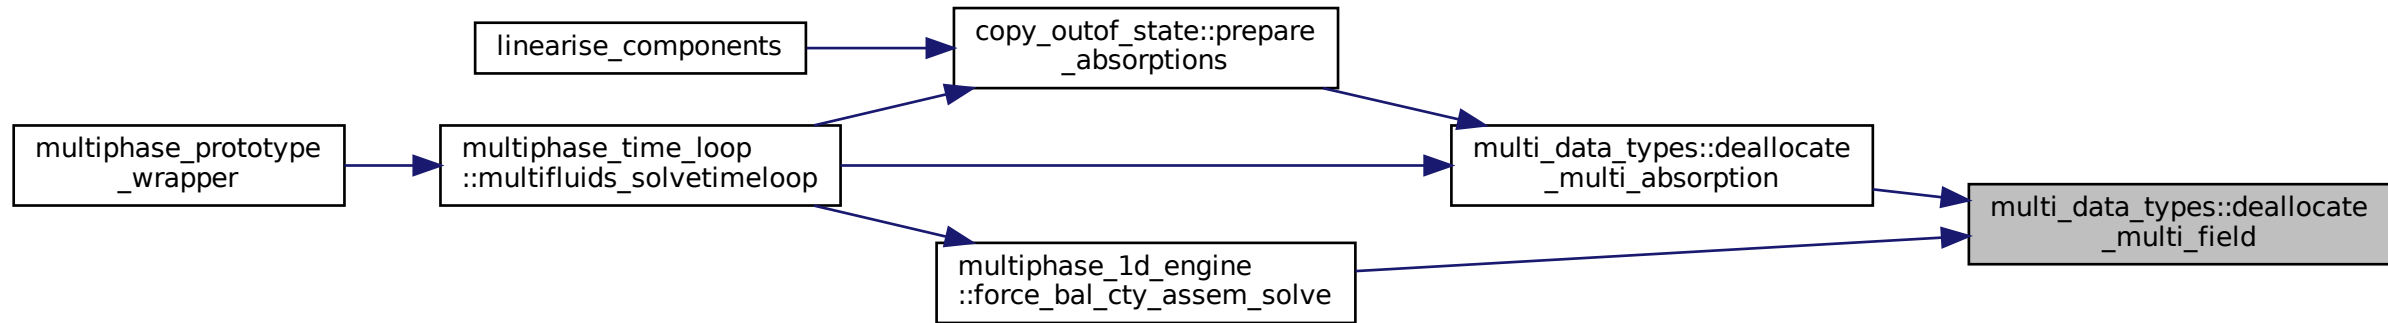 linearise_components
copy_outof_state::prepare
_absorptions
multiphase_prototype
_wrapper
multiphase_time_loop
::multifluids_solvetimeloop
multi_data_types::deallocate
_multi_absorption
multiphase_1d_engine
::force_bal_cty_assem_solve
multi_data_types::deallocate
_multi_field